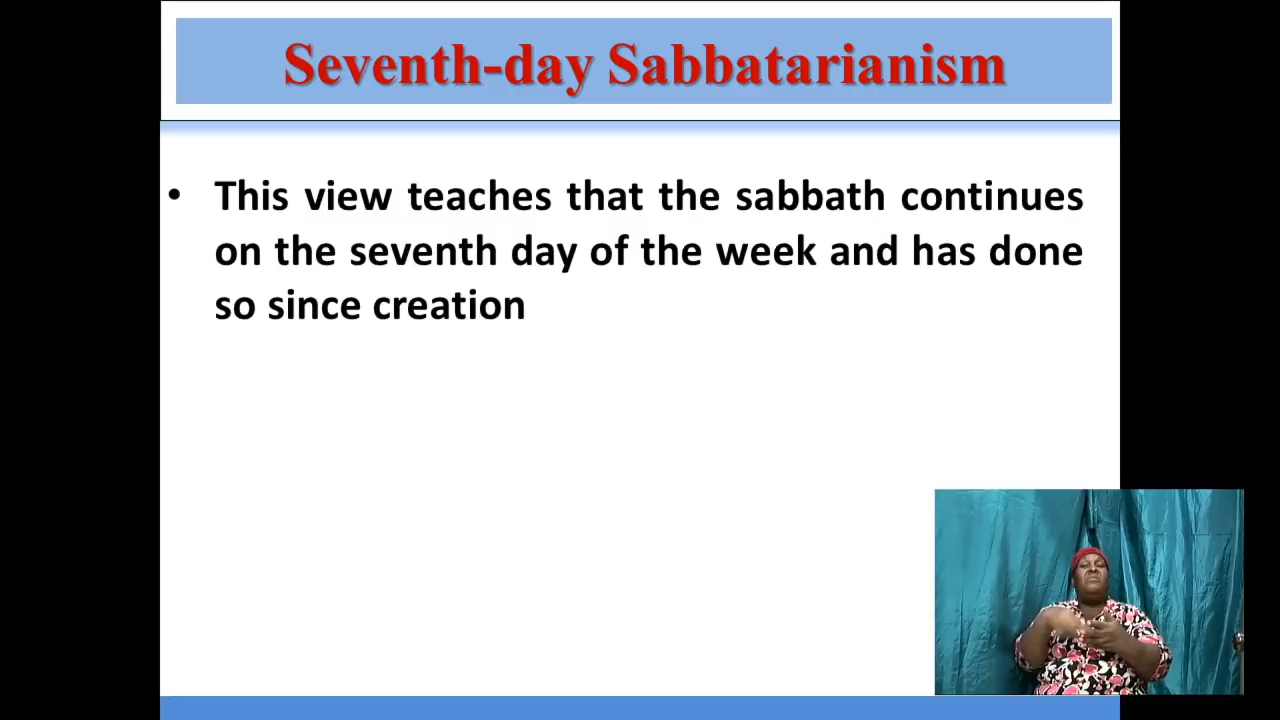 Seventh-day Sabbatarianism
• This view teaches that the sabbath continues
on the seventh day of the week and has done
so since creation